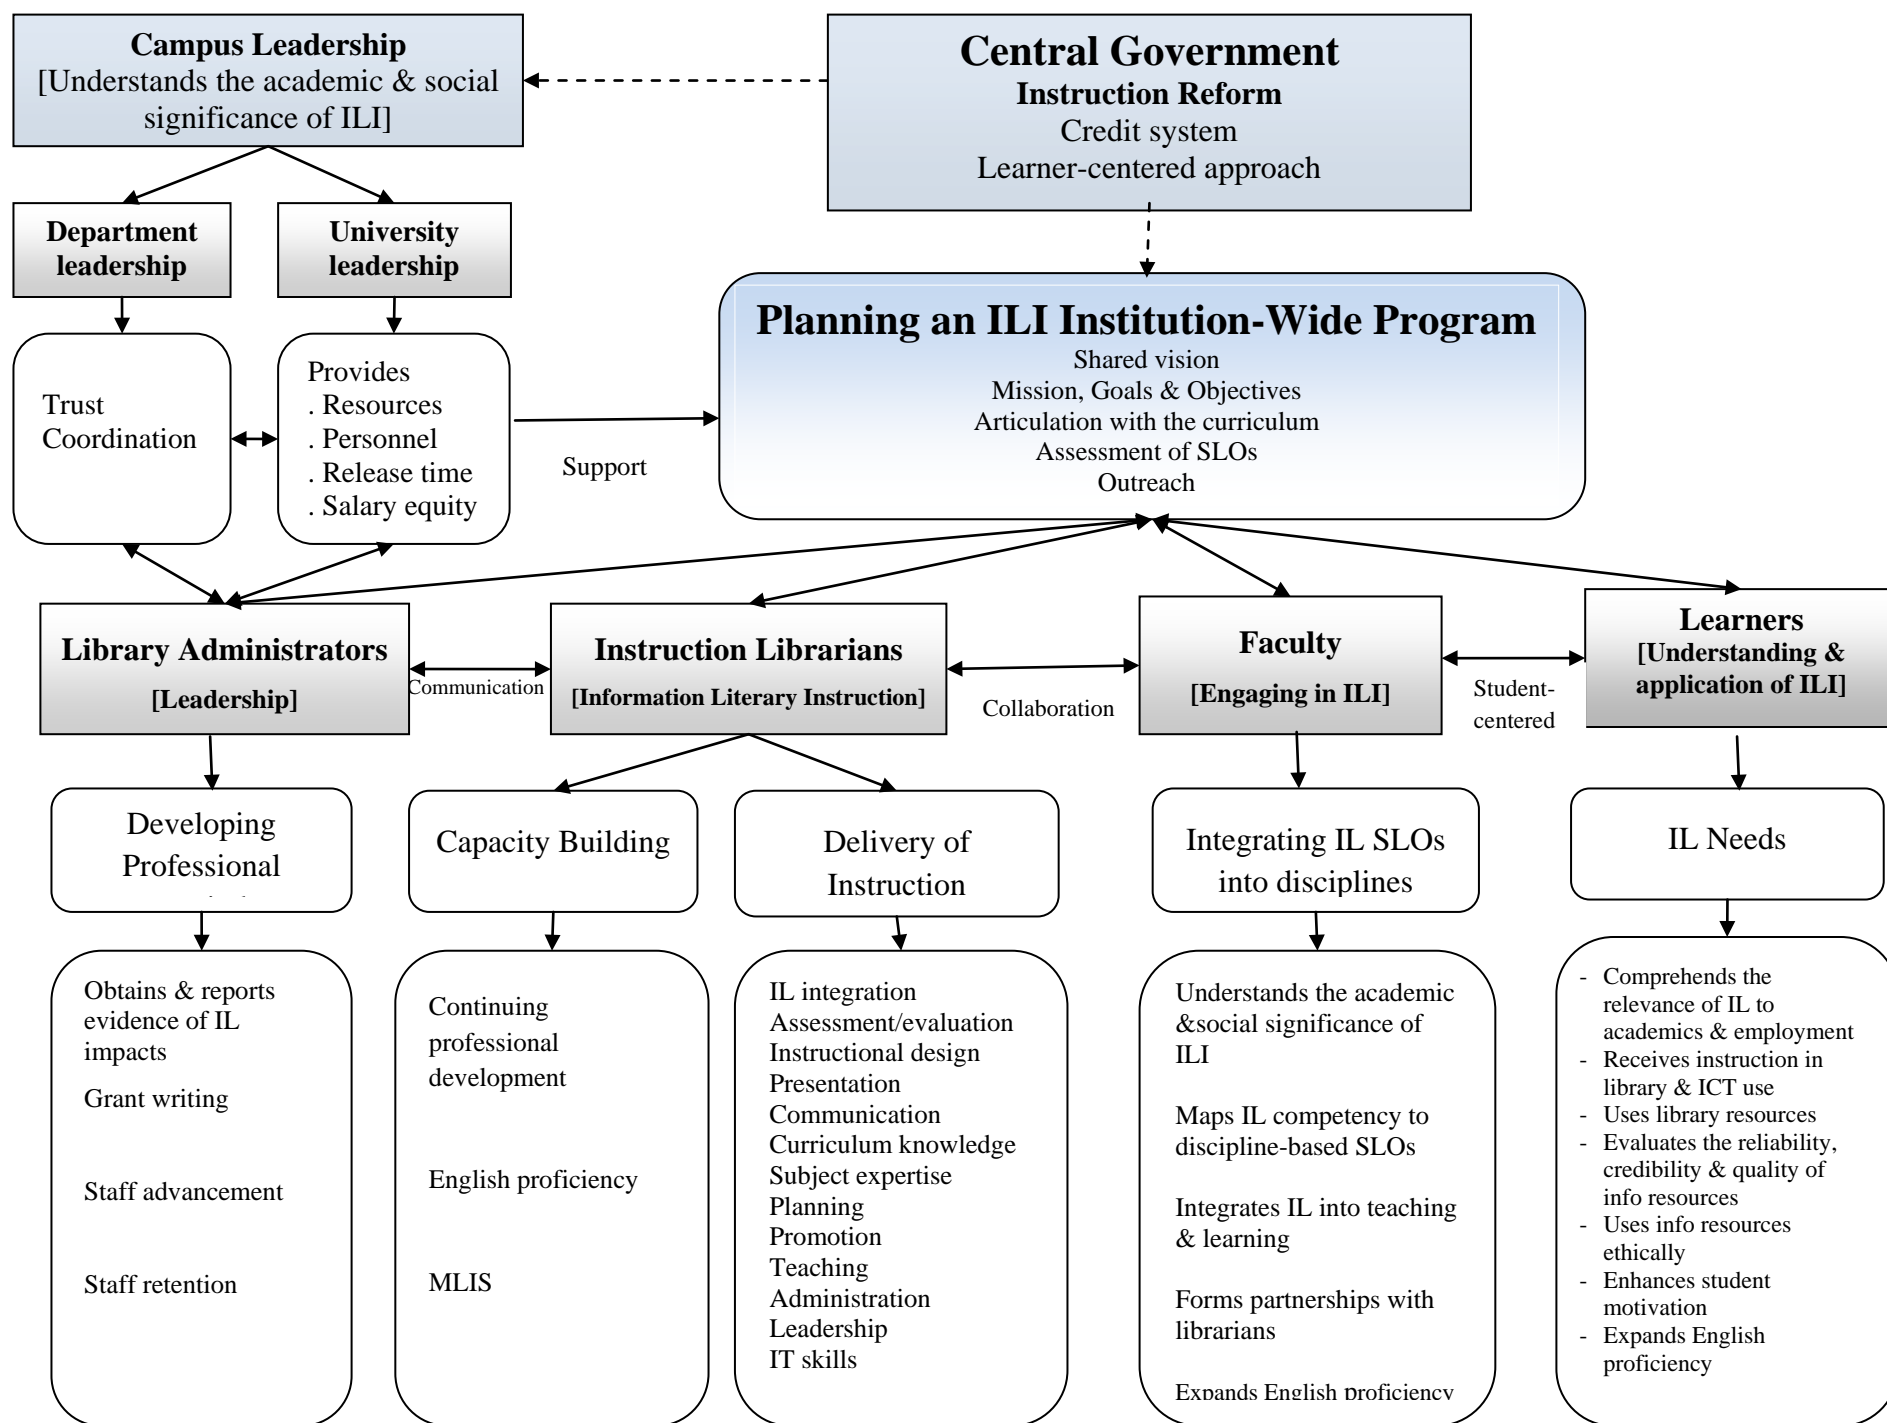 Campus Leadership
[Understands the academic & social
significance of ILI]
Central Government
Instruction Reform
Credit system
Learner-centered approach
Department
leadership
University
leadership
Trust
Coordination
Provides
. Resources
. Personnel
. Release time
. Salary equity
Support
Planning an ILI Institution-Wide Program
Shared vision
Mission, Goals & Objectives
Articulation with the curriculum
Assessment of SLOs
Outreach
Library Administrators
[Leadership]
Communication
Instruction Librarians
[Information Literary Instruction]
Collaboration
Faculty
[Engaging in ILI]
Student-
centered
Learners
[Understanding &
application of ILI]
Developing
Professional
Capacity Building
Delivery of
Instruction
Integrating IL SLOs
into disciplines
IL Needs
Obtains & reports
evidence of IL
impacts
Grant writing
Staff advancement
Staff retention
Continuing
professional
development
English proficiency
MLIS
IL integration
Assessment/evaluation
Instructional design
Presentation
Communication
Curriculum knowledge
Subject expertise
Planning
Promotion
Teaching
Administration
Leadership
IT skills
Understands the academic
&social significance of
ILI
Maps IL competency to
discipline-based SLOs
Integrates IL into teaching
& learning
Forms partnerships with
librarians
Expands English proficiency
- Comprehends the
relevance of IL to
academics & employment
- Receives instruction in
library & ICT use
- Uses library resources
- Evaluates the reliability,
credibility & quality of
info resources
- Uses info resources
ethically
- Enhances student
motivation
- Expands English
proficiency